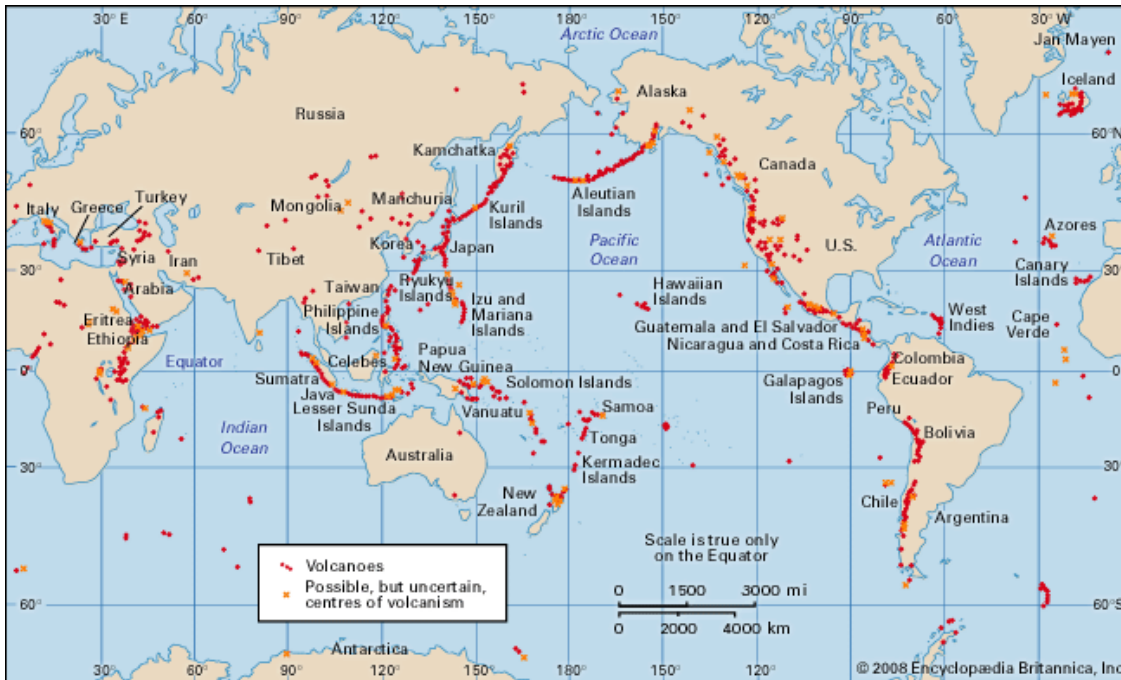 30° E
60°
90°
120°
150°
180°
150°
120°
90°
60°
30° W
Arctic Ocean
Jan Mayen
Iceland
Alaska
Russia
60°
60°N
Kamchatka
Canada
Turkey
Greece
Italy
Mongolia
Manchuria
Kuril
Islands
Aleutian
Islands
Azores
Korea
Japan
Pacific
Ocean
U.S.
Atlantic
Ocean
Syria
Iran
Tibet
30°
30°
Canary
Islands
Arabia
Taiwan
Ryukyu
Islands
Hawaiian
Islands
Izu and
Mariana
Islands
West
Indies
Cape
Verde
Eritrea
Ethiopia
Philippine
Islands
Guatemala and El Salvador
Nicaragua and Costa Rica
Equator
Celebes
Papua
New Guinea
Colombia
Ecuador
0°
0°
Sumatra
Java
Lesser Sunda
Islands
Solomon Islands
Galapagos
Islands
Vanuatu
Samoa
Peru
Indian
Ocean
Tonga
Bolivia
Australia
Kermadec
Islands
30°
30°
New
Zealand
Chile
Argentina
Scale is true only
on the Equator
Volcanoes
Possible, but uncertain,
centres of volcanism
0 1500 3000 mi
0 2000 4000 km
60°
60°S
Antarctica
30°
60°
90°
120°
150°
180°
150°
120°
90°
© 2008 Encyclopædia Britannica, Inc